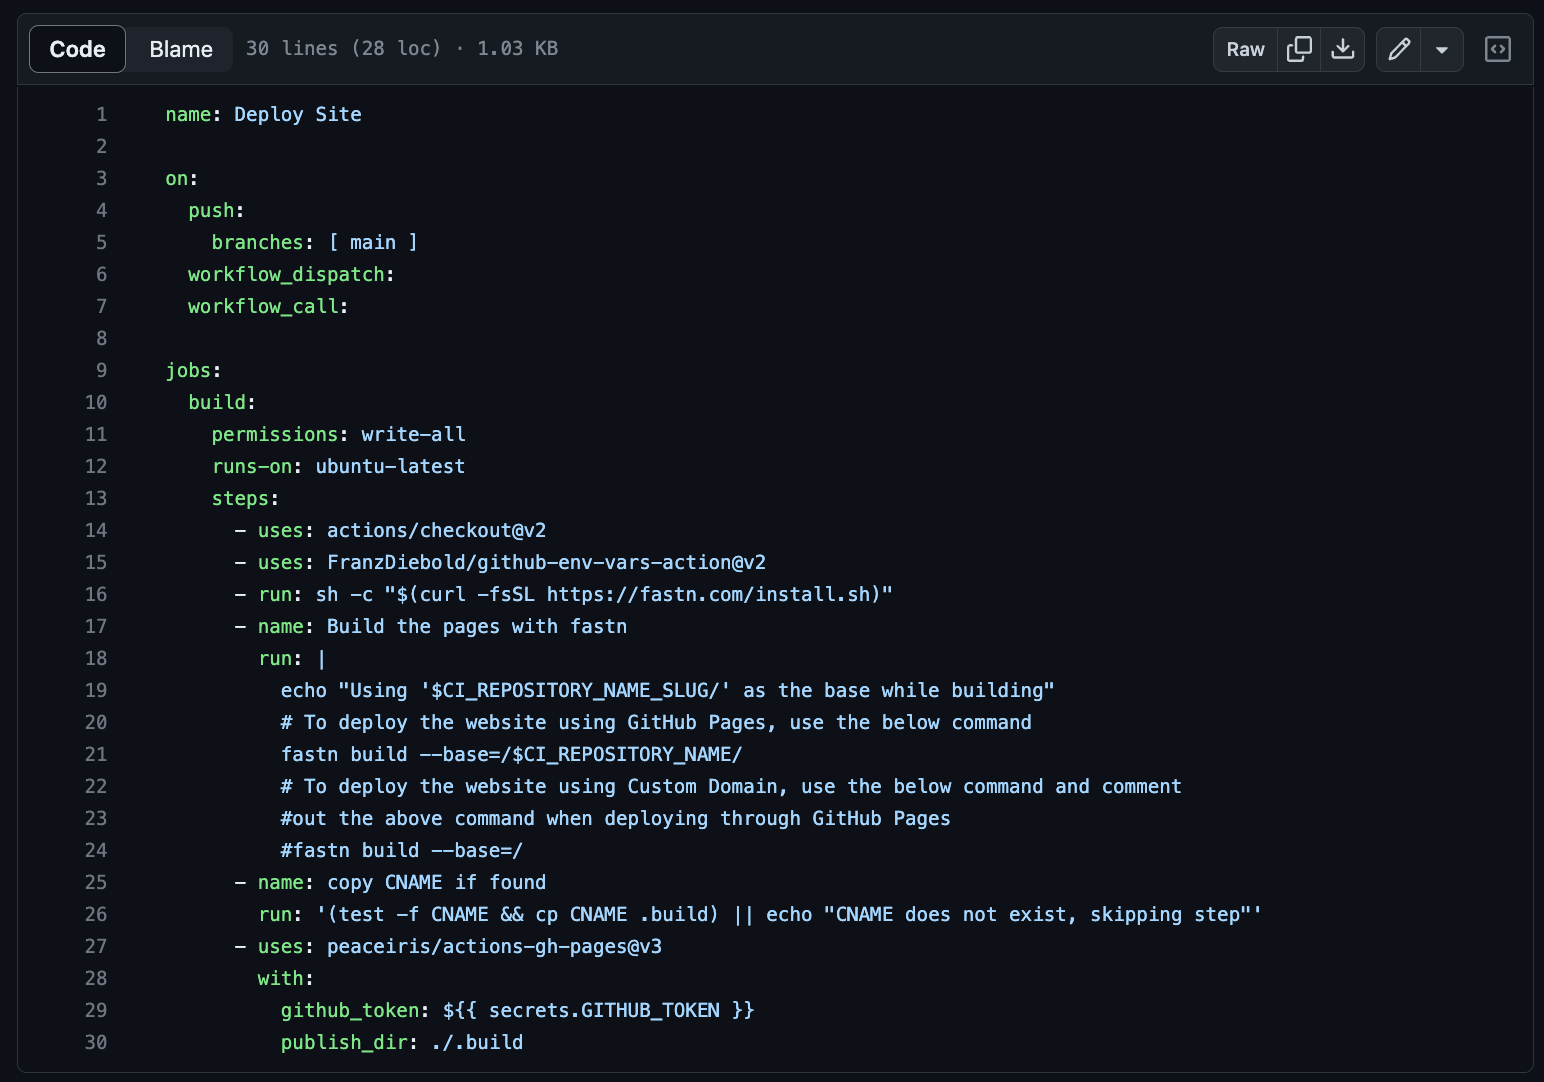 Code Blame 30 lines (28 loc) · 1.03 KB Raw
1 name: Deploy Site
2
3 on:
4   push:
5     branches: [ main ]
6   workflow_dispatch:
7   workflow_call:
8
9 jobs:
10   build:
11     permissions: write-all
12     runs-on: ubuntu-latest
13     steps:
14       - uses: actions/checkout@v2
15       - uses: FranzDiebold/github-env-vars-action@v2
16       - run: sh -c "$(curl -fsSL https://fastn.com/install.sh)"
17       - name: Build the pages with fastn
18         run: |
19           echo "Using '$CI_REPOSITORY_NAME_SLUG/' as the base while building"
20           # To deploy the website using GitHub Pages, use the below command
21           fastn build --base=/$CI_REPOSITORY_NAME/
22           # To deploy the website using Custom Domain, use the below command and comment
23           #out the above command when deploying through GitHub Pages
24           #fastn build --base=/
25       - name: copy CNAME if found
26         run: '(test -f CNAME && cp CNAME .build) || echo "CNAME does not exist, skipping step"'
27       - uses: peaceiris/actions-gh-pages@v3
28         with:
29           github_token: ${{ secrets.GITHUB_TOKEN }}
30           publish_dir: ./.build